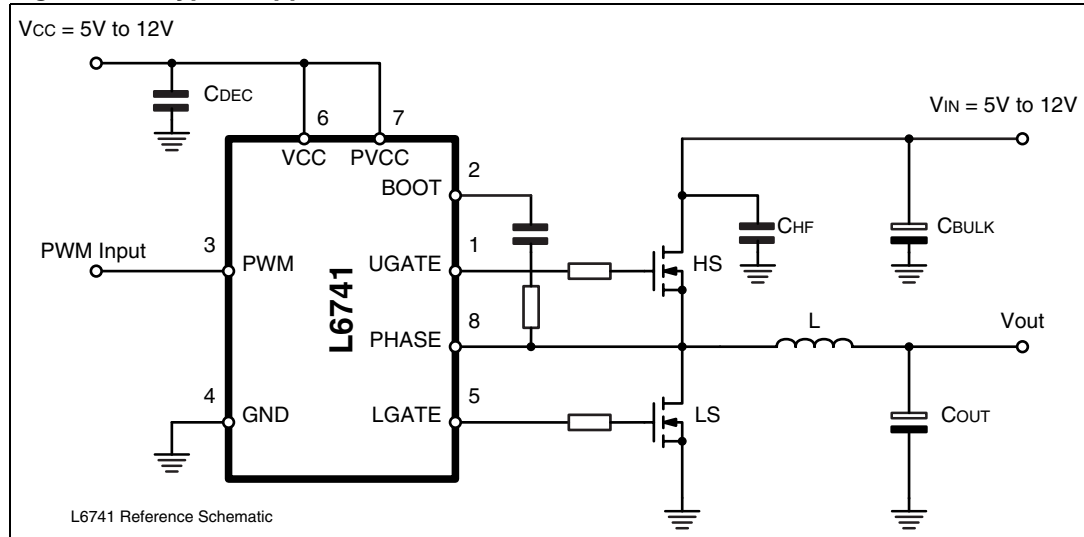 VCC = 5V to 12V
CDEC
6
7
VIN = 5V to 12V
VCC
PVCC
2
BOOT
CHF
CBULK
PWM Input
3
PWM
1
UGATE
HS
L6741
8
PHASE
L
Vout
4
GND
5
LGATE
LS
COUT
L6741 Reference Schematic